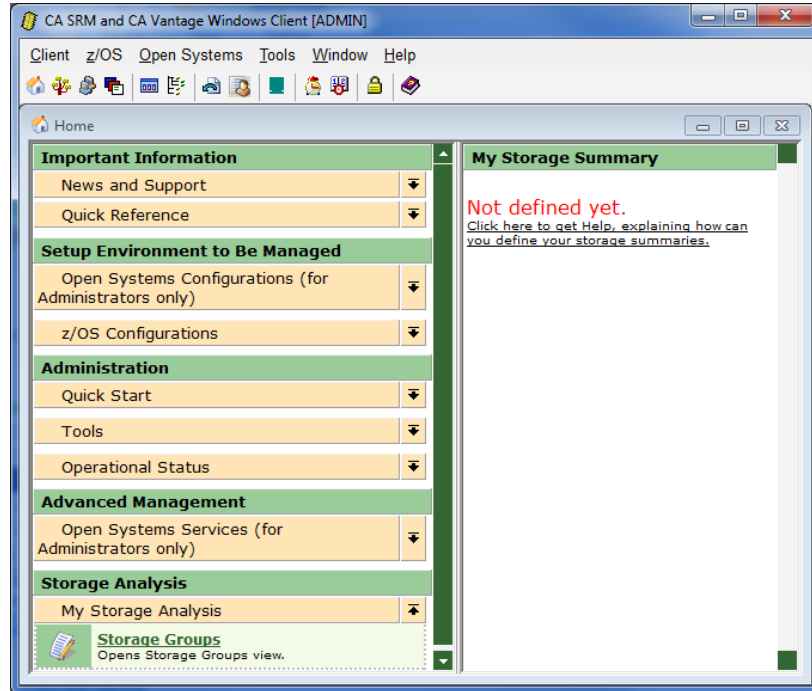 CA SRM and CA Vantage Windows Client [ADMIN]
Client z/OS Open Systems Tools Window Help
Home
Important Information
News and Support
Quick Reference
Setup Environment to Be Managed
Open Systems Configurations (for
Administrators only)
z/OS Configurations
Administration
Quick Start
Tools
Operational Status
Advanced Management
Open Systems Services (for
Administrators only)
Storage Analysis
My Storage Analysis
Storage Groups
Opens Storage Groups view.
My Storage Summary
Not defined yet.
Click here to get Help, explaining how can
you define your storage summaries.